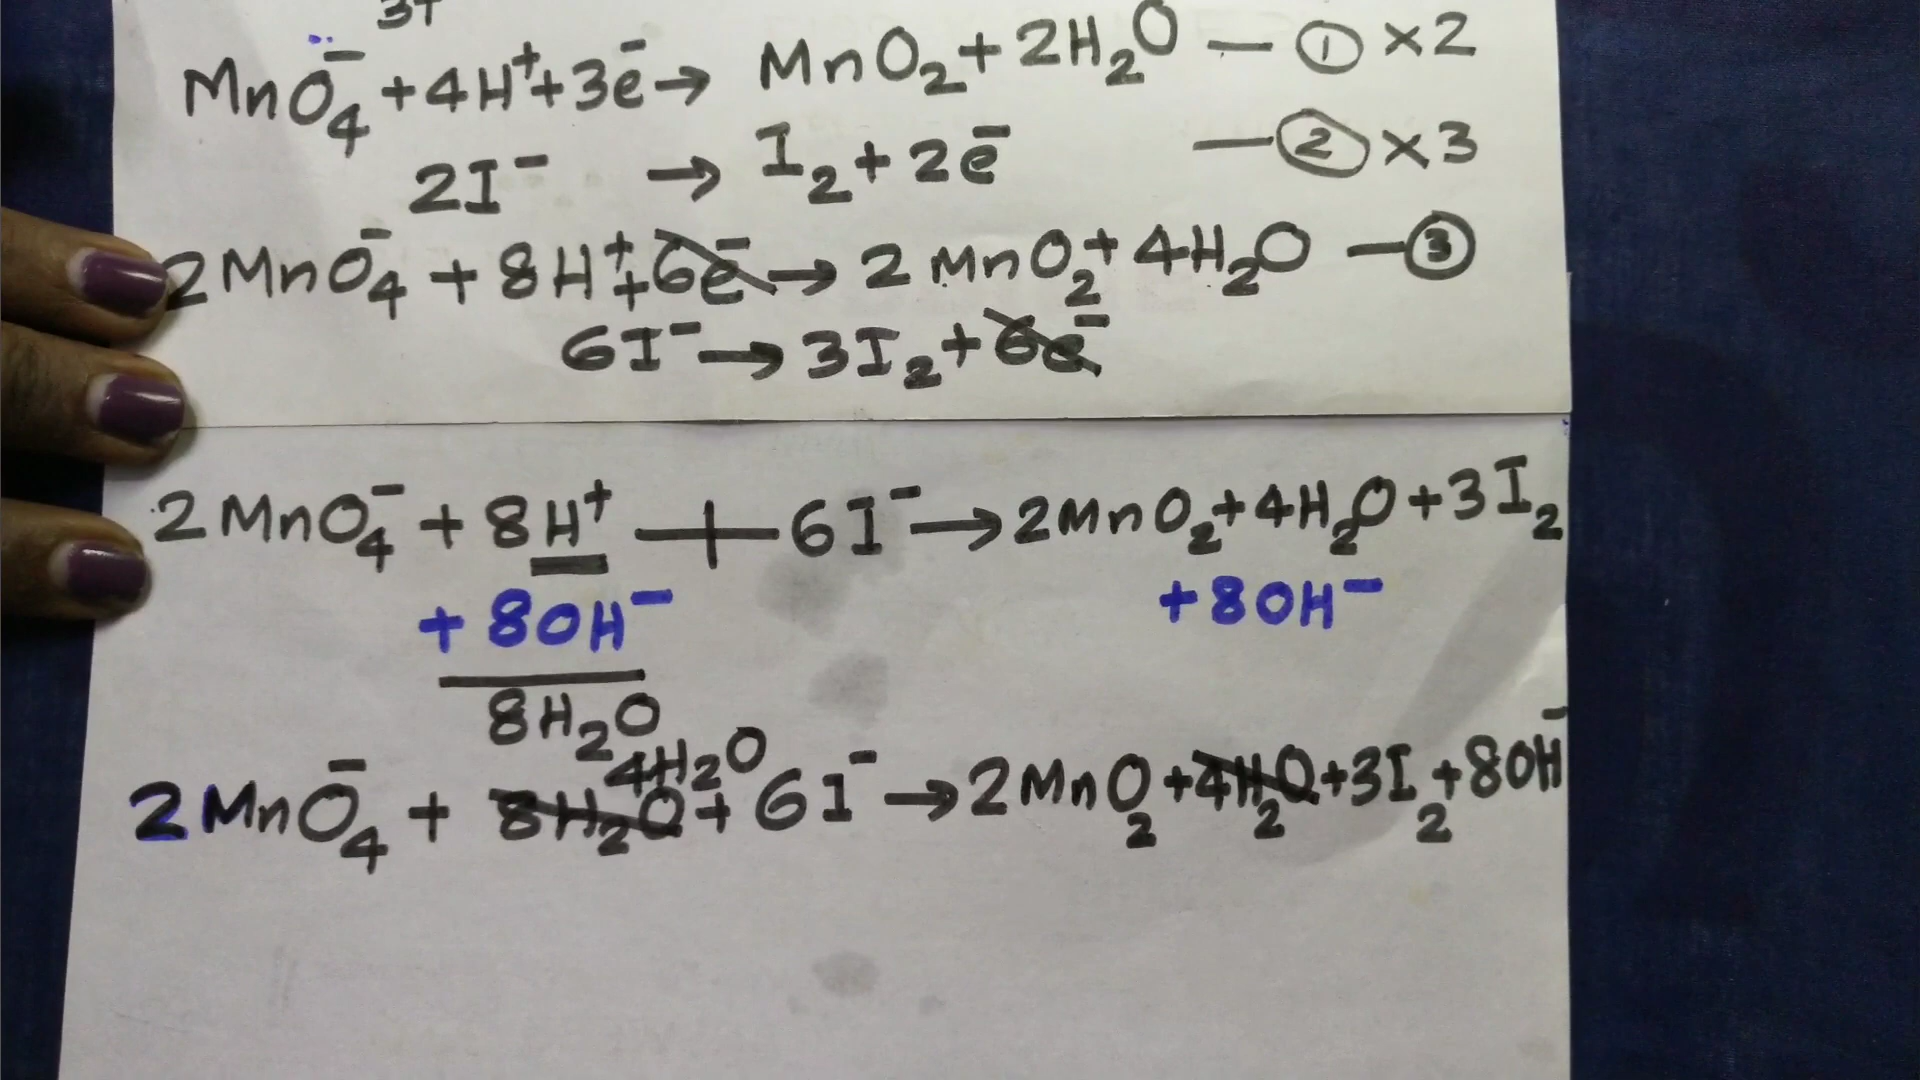 3+
MnO₄⁻ + 4H⁺ + 3e⁻ → MnO₂ + 2H₂O — ① ×2
2I⁻ → I₂ + 2e⁻ — ② ×3
2MnO₄⁻ + 8H⁺ + 6e⁻ → 2MnO₂ + 4H₂O — ③
6I⁻ → 3I₂ + 6e⁻
2MnO₄⁻ + 8H⁺ + 6I⁻ → 2MnO₂ + 4H₂O + 3I₂
+ 8OH⁻ + 8OH⁻
8H₂O
4H₂O
2MnO₄⁻ + 8H₂O + 6I⁻ → 2MnO₂ + 4H₂O + 3I₂ + 8OH⁻